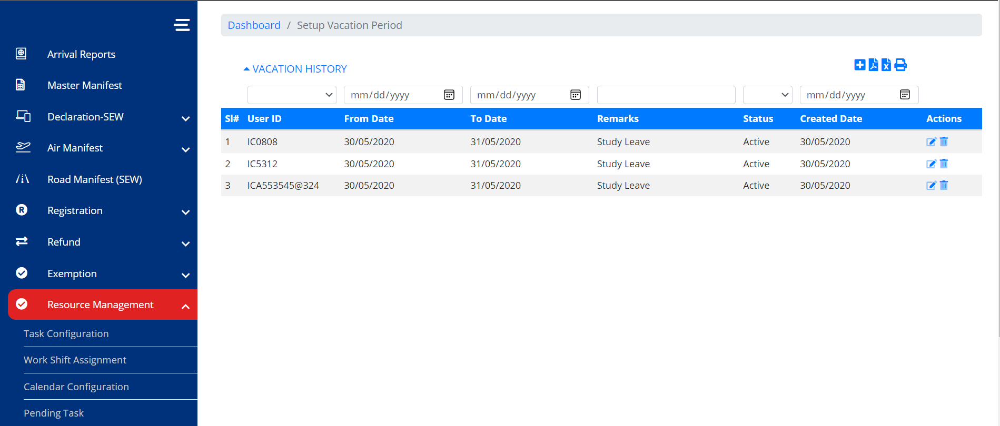 Arrival Reports
Master Manifest
Declaration-SEW
Air Manifest
Road Manifest (SEW)
R
Registration
Refund
Exemption
Resource Management
Task Configuration
Work Shift Assignment
Calendar Configuration
Pending Task
Dashboard / Setup Vacation Period
VACATION HISTORY
mm/dd/yyyy mm/dd/yyyy mm/dd/yyyy
Sl# User ID From Date To Date Remarks Status Created Date Actions
1 IC0808 30/05/2020 31/05/2020 Study Leave Active 30/05/2020
2 IC5312 30/05/2020 31/05/2020 Study Leave Active 30/05/2020
3 ICA553545@324 30/05/2020 31/05/2020 Study Leave Active 30/05/2020